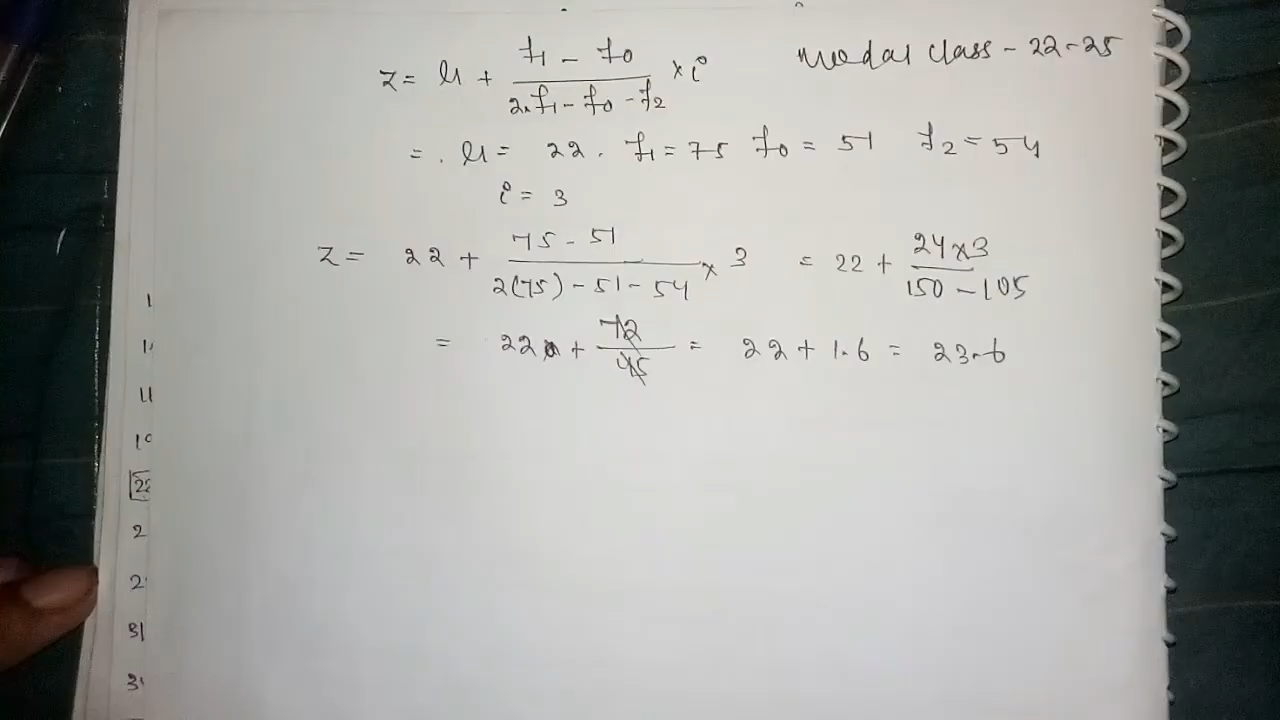 z = l1 + f1 - f0 / 2×f1 - f0 - f2 × i modal class - 22-25
= . l1 = 22 . f1 = 75 f0 = 51 f2 = 54
i = 3
z = 22 + 75 - 51 / 2(75) - 51 - 54 × 3 = 22 + 24×3 / 150 - 105
= 22 + 72 / 45 = 22 + 1.6 = 23.6